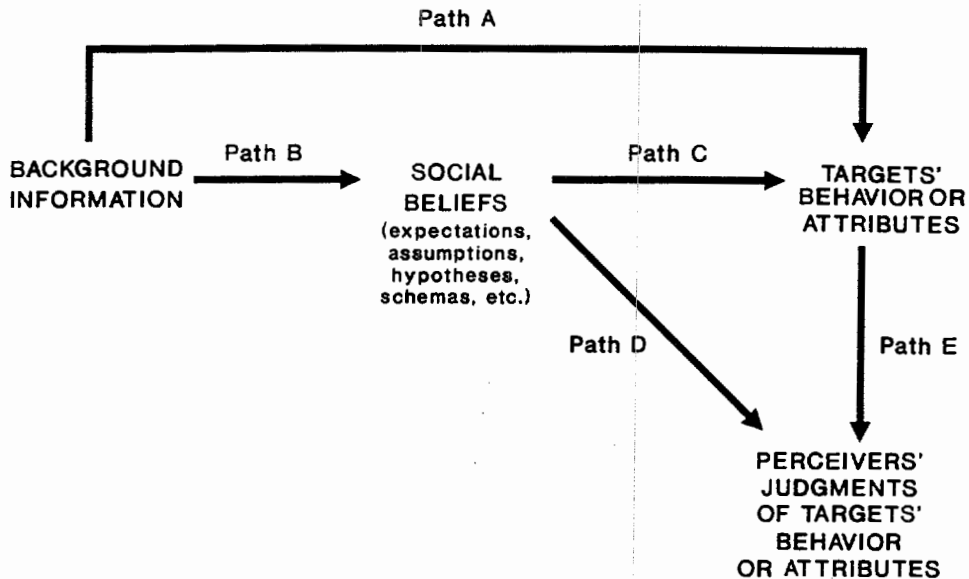 Path A
Path B
Path C
BACKGROUND
INFORMATION
SOCIAL
BELIEFS
(expectations,
assumptions,
hypotheses,
schemas, etc.)
TARGETS'
BEHAVIOR OR
ATTRIBUTES
Path D
Path E
PERCEIVERS'
JUDGMENTS
OF TARGETS'
BEHAVIOR
OR ATTRIBUTES